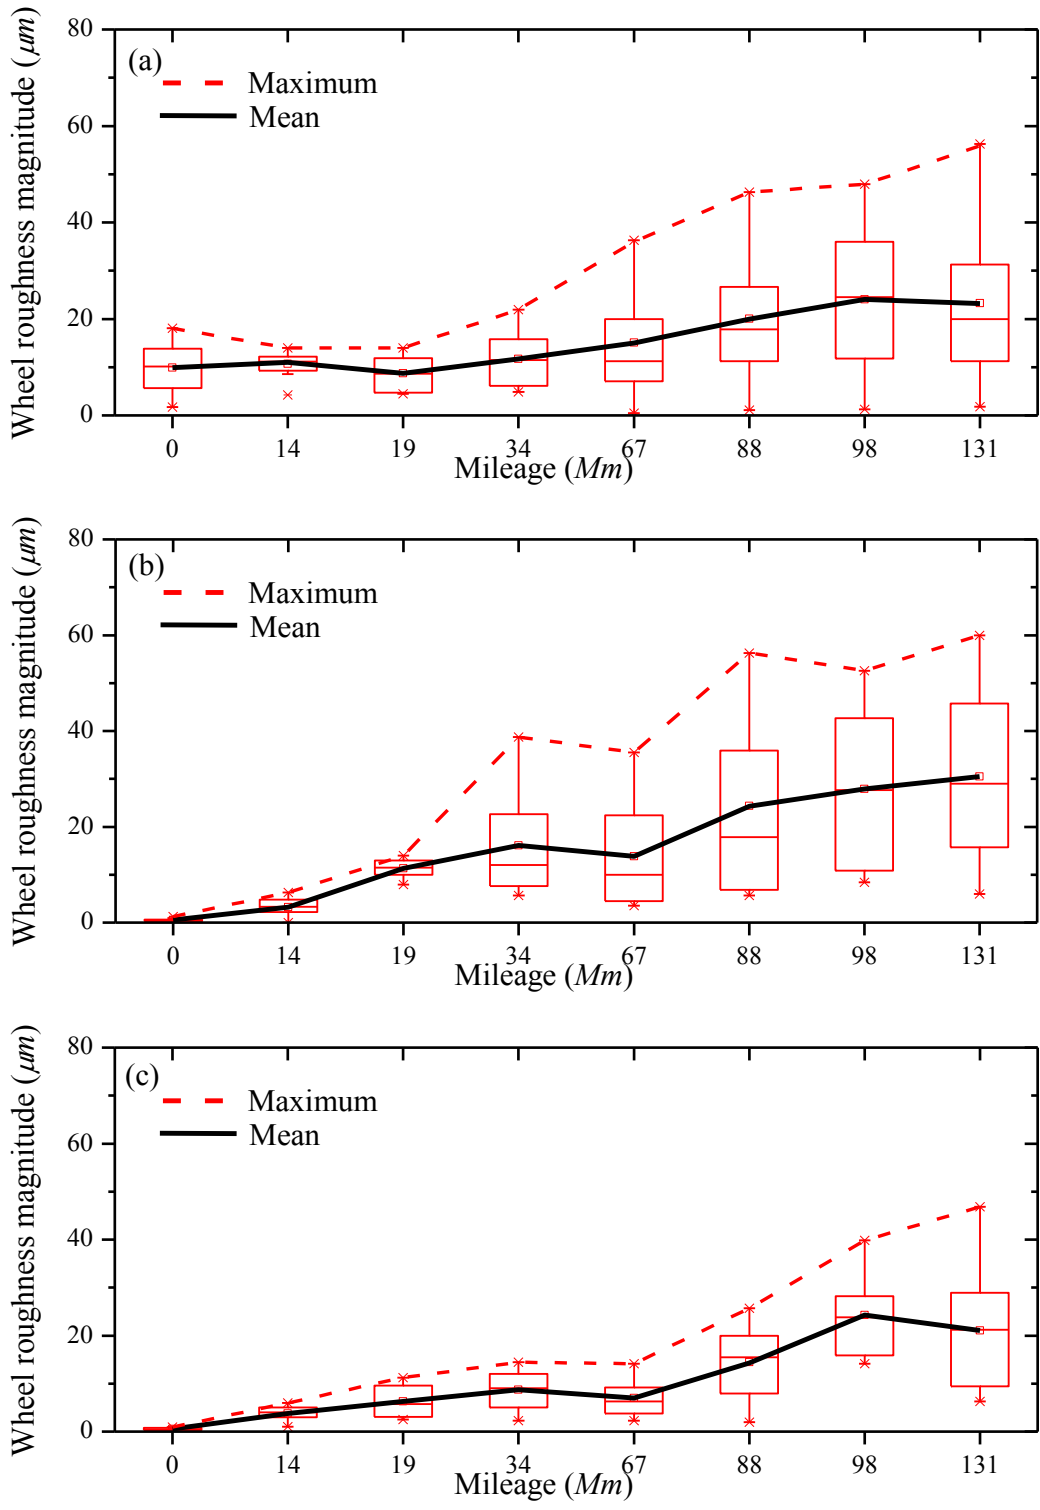 Wheel roughness magnitude (μm)
80
60
40
20
0
(a)
Maximum
Mean
0 14 19 34 67 88 98 131
Mileage (Mm)
Wheel roughness magnitude (μm)
80
60
40
20
0
(b)
Maximum
Mean
0 14 19 34 67 88 98 131
Mileage (Mm)
Wheel roughness magnitude (μm)
80
60
40
20
0
(c)
Maximum
Mean
0 14 19 34 67 88 98 131
Mileage (Mm)